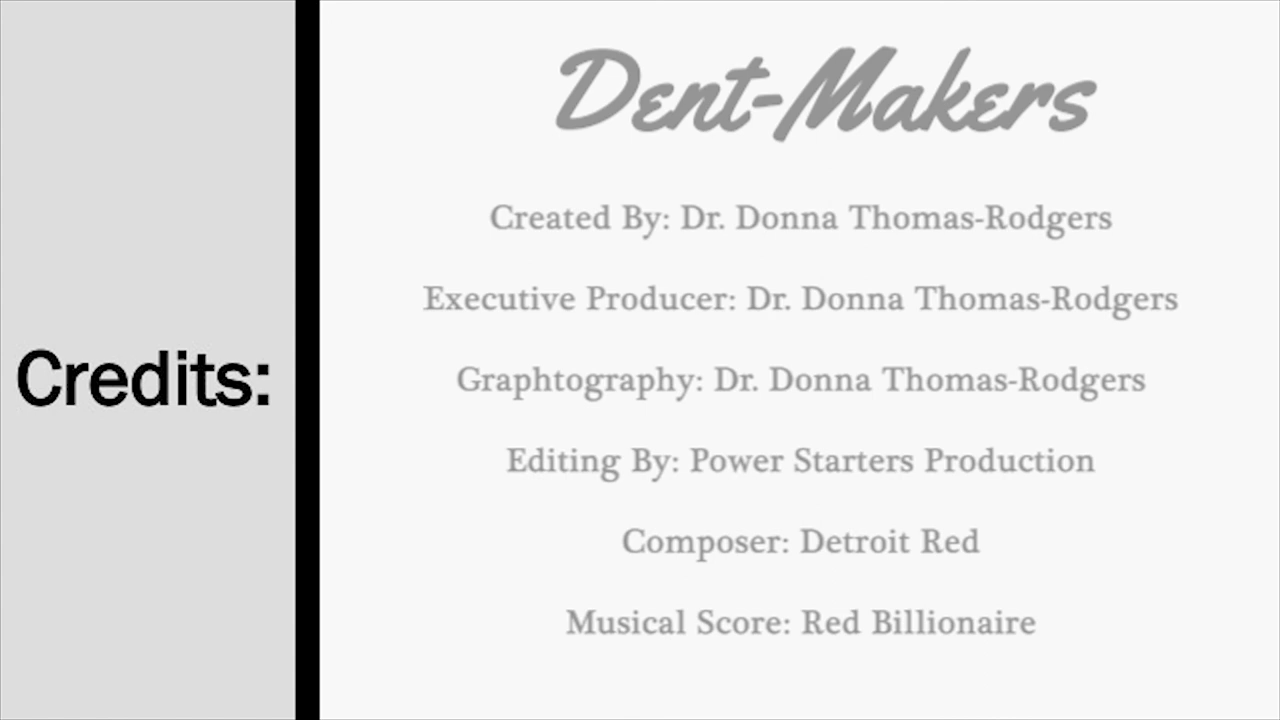 Credits:
Dent-Makers
Created By: Dr. Donna Thomas-Rodgers
Executive Producer: Dr. Donna Thomas-Rodgers
Graphtography: Dr. Donna Thomas-Rodgers
Editing By: Power Starters Production
Composer: Detroit Red
Musical Score: Red Billionaire